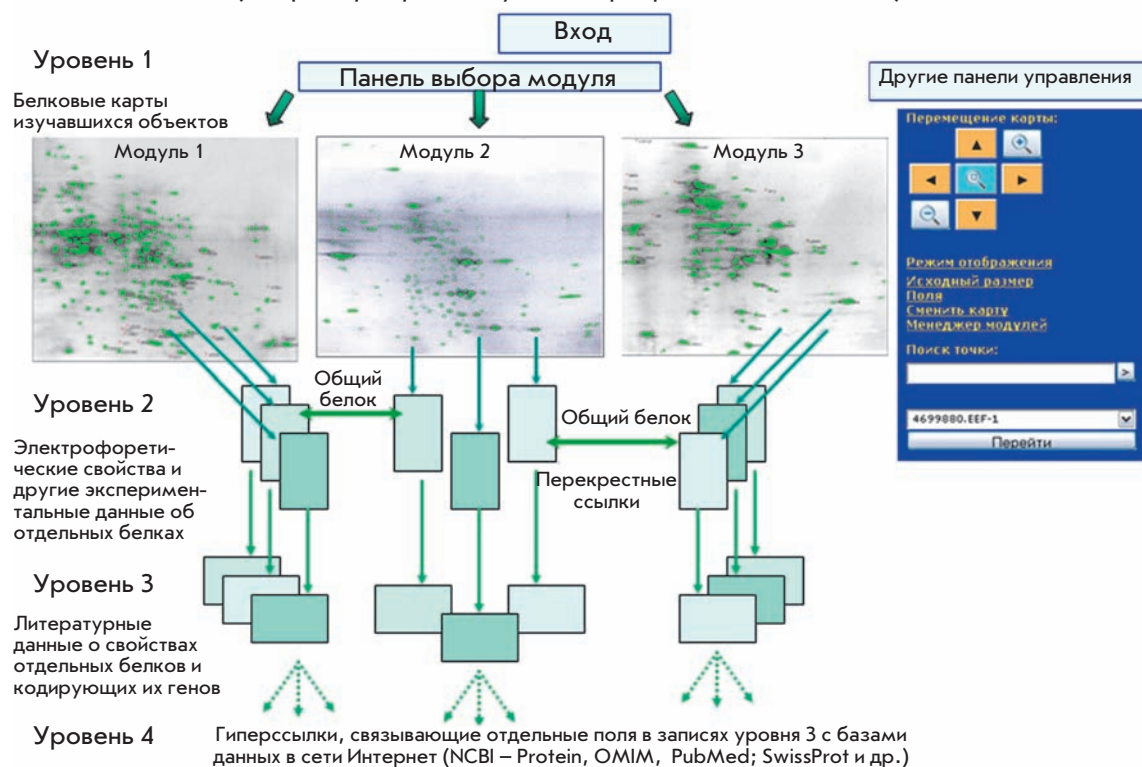 Вход
Уровень 1
Панель выбора модуля
Другие панели управления
Белковые карты
изучавшихся объектов
Модуль 1
Модуль 2
Модуль 3
Перемещение карты:
Режим отображения
Исходный размер
Поля
Сменить карту
Менеджер модулей
Поиск точки:
>
4699880.EEF-1
Перейти
Уровень 2
Общий
белок
Общий белок
Перекрестные
ссылки
Электрофорети-
ческие свойства и
другие эксперимен-
тальные данные об
отдельных белках
Уровень 3
Литературные
данные о свойствах
отдельных белков и
кодирующих их генов
Уровень 4
Гиперссылки, связывающие отдельные поля в записях уровня 3 с базами
данных в сети Интернет (NCBI – Protein, OMIM, PubMed; SwissProt и др.)